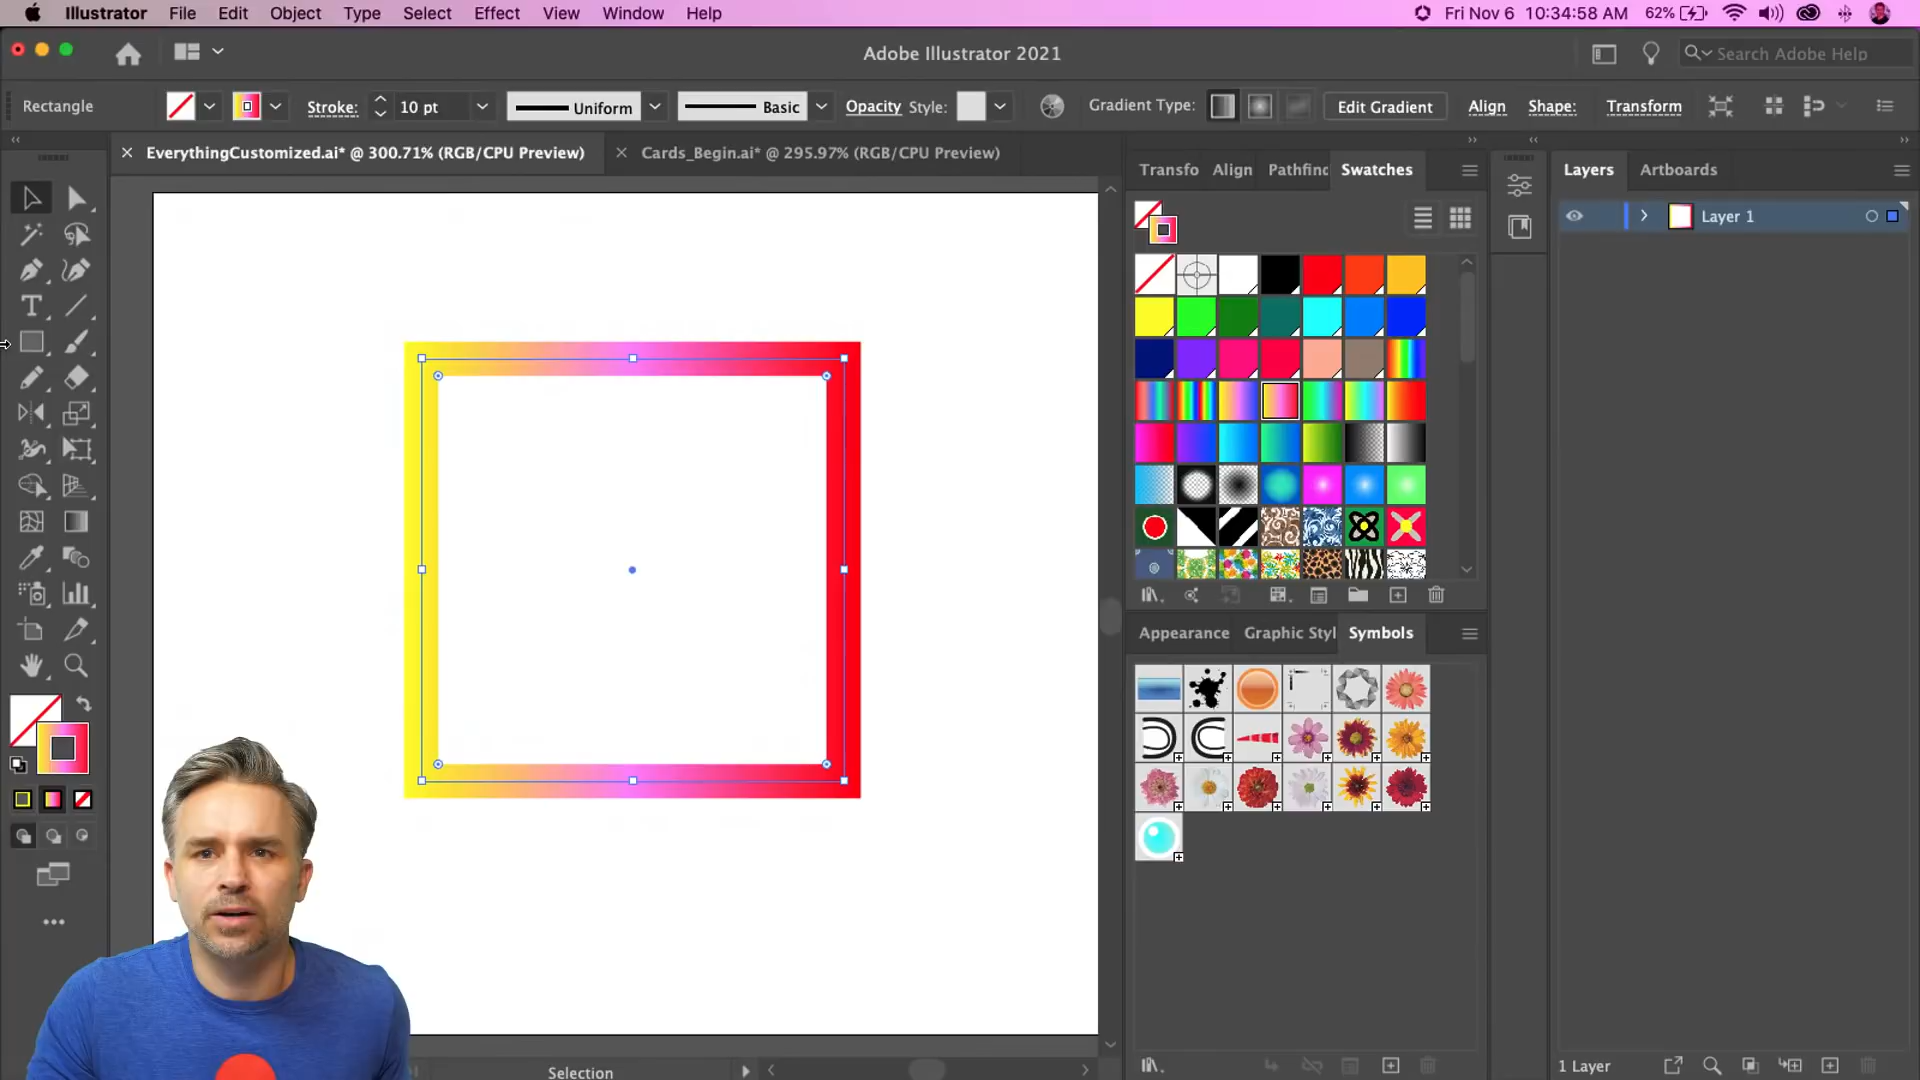 Illustrator File Edit Object Type Select Effect View Window Help Fri Nov 6 10:34:58 AM 62%
Adobe Illustrator 2021 Search Adobe Help
Rectangle Stroke: 10 pt Uniform Basic Opacity Style: Gradient Type: Edit Gradient Align Shape: Transform
EverythingCustomized.ai* @ 300.71% (RGB/CPU Preview) Cards_Begin.ai* @ 295.97% (RGB/CPU Preview)
Transfo Align Pathfinc Swatches Layers Artboards
Layer 1
Appearance Graphic Styl Symbols
1 Layer
Selection